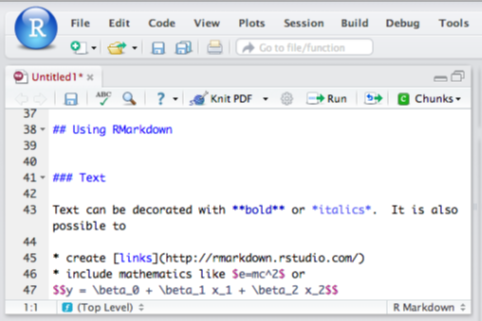 R File Edit Code View Plots Session Build Debug Tools
Go to file/function
Untitled1* ×
ABC ? Knit PDF Run Chunks
37
38 ## Using RMarkdown
39
40
41 ### Text
42
43 Text can be decorated with **bold** or *italics*. It is also
possible to
44
45 * create [links](http://rmarkdown.rstudio.com/)
46 * include mathematics like $e=mc^2$ or
47 $$y = \beta_0 + \beta_1 x_1 + \beta_2 x_2$$
1:1 (Top Level) R Markdown